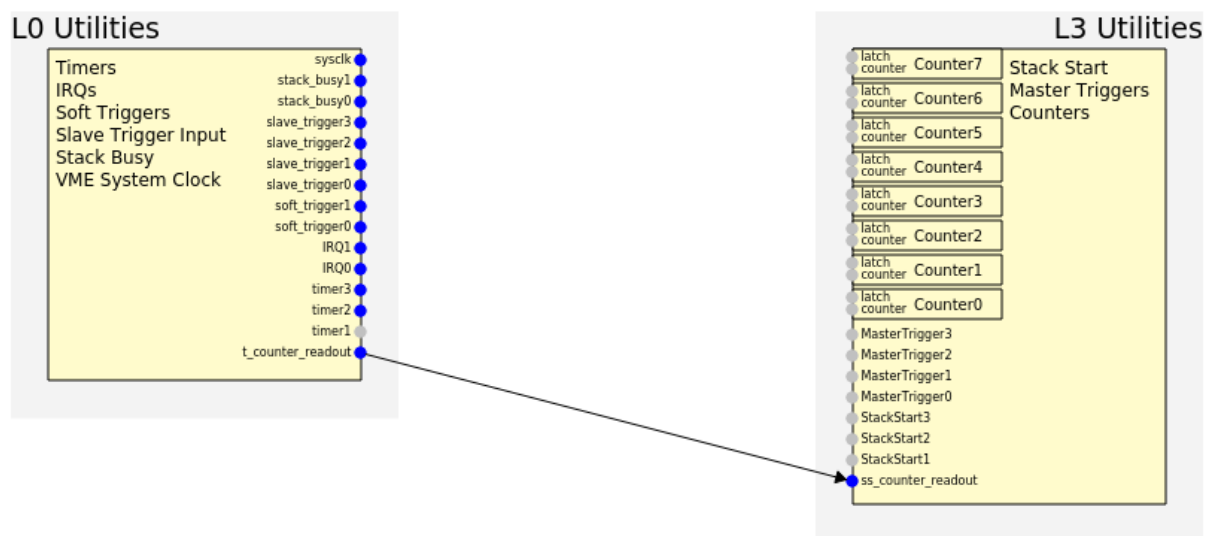 L0 Utilities
Timers
IRQs
Soft Triggers
Slave Trigger Input
Stack Busy
VME System Clock
sysclk
stack_busy1
stack_busy0
slave_trigger3
slave_trigger2
slave_trigger1
slave_trigger0
soft_trigger1
soft_trigger0
IRQ1
IRQ0
timer3
timer2
timer1
t_counter_readout
L3 Utilities
latch
counter Counter7
latch
counter Counter6
latch
counter Counter5
latch
counter Counter4
latch
counter Counter3
latch
counter Counter2
latch
counter Counter1
latch
counter Counter0
Stack Start
Master Triggers
Counters
MasterTrigger3
MasterTrigger2
MasterTrigger1
MasterTrigger0
StackStart3
StackStart2
StackStart1
ss_counter_readout